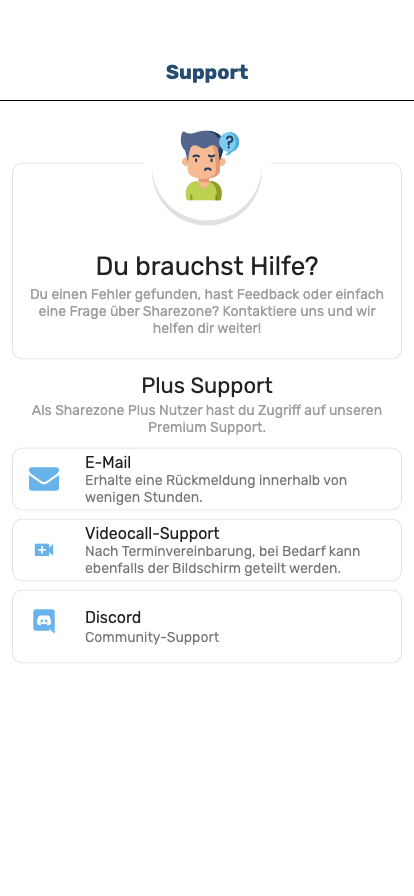 Support
?
Du brauchst Hilfe?
Du einen Fehler gefunden, hast Feedback oder einfach
eine Frage über Sharezone? Kontaktiere uns und wir
helfen dir weiter!
Plus Support
Als Sharezone Plus Nutzer hast du Zugriff auf unseren
Premium Support.
E-Mail
Erhalte eine Rückmeldung innerhalb von
wenigen Stunden.
Videocall-Support
Nach Terminvereinbarung, bei Bedarf kann
ebenfalls der Bildschirm geteilt werden.
Discord
Community-Support